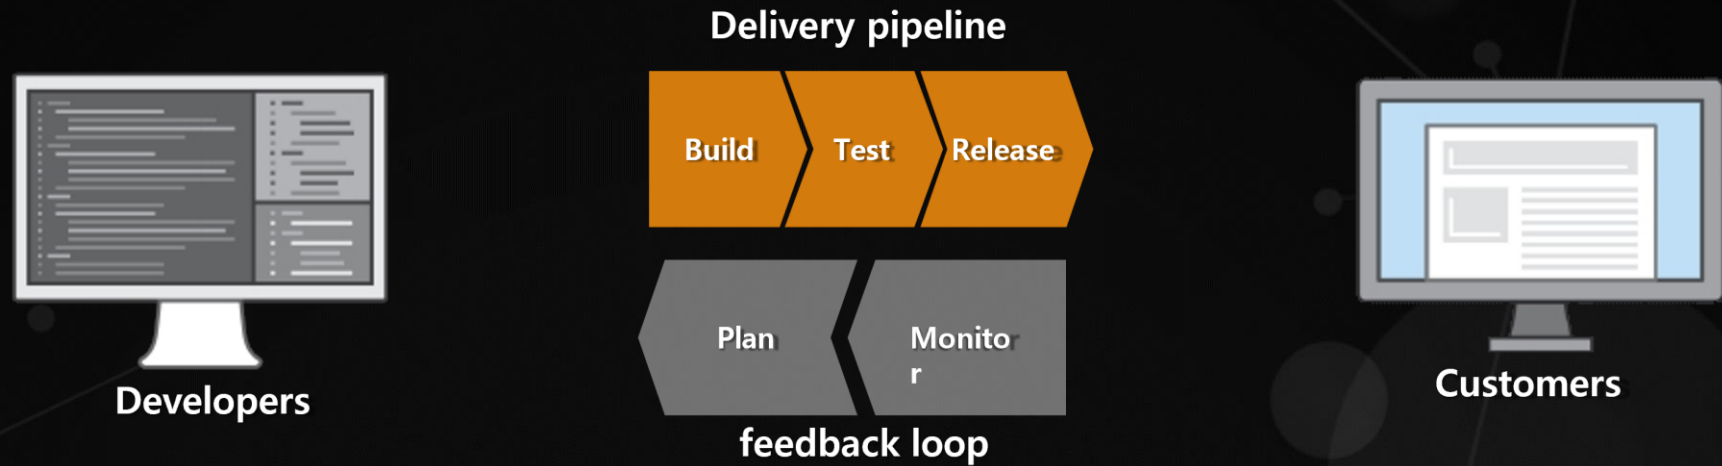 Delivery pipeline
Build
Test
Release
Plan
Monito
r
Developers
Customers
feedback loop